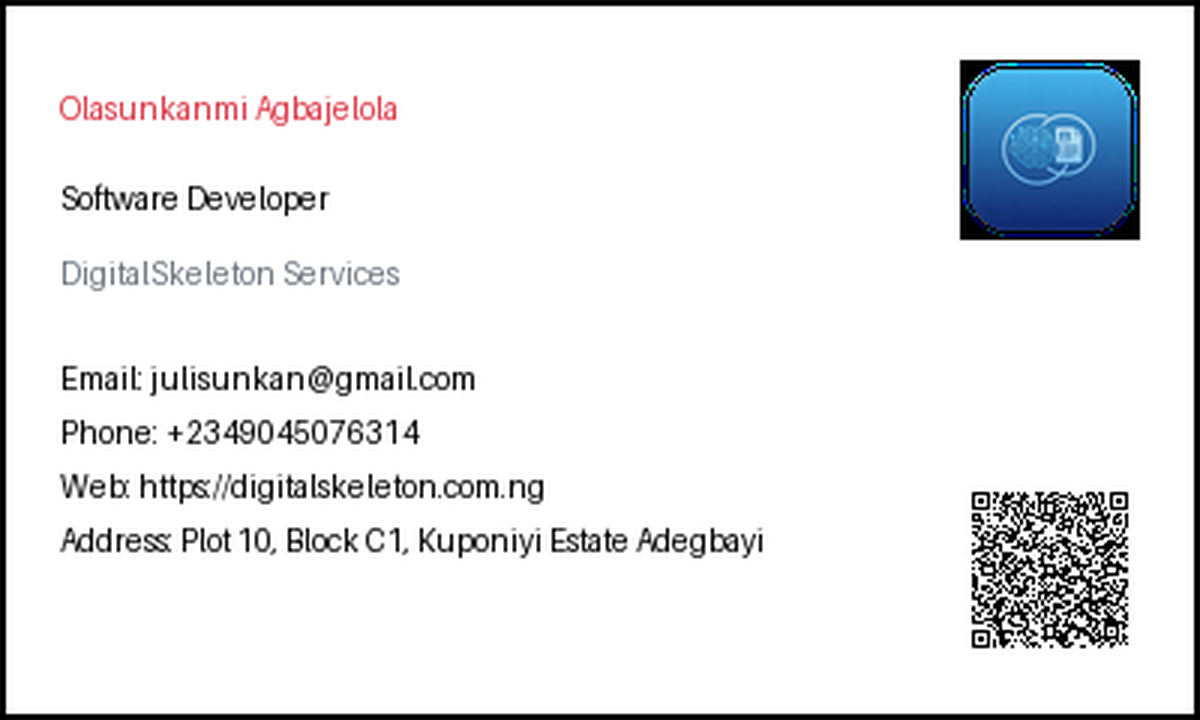 Olasunkanmi Agbajelola
Software Developer
DigitalSkeleton Services
Email: julisunkan@gmail.com
Phone: +2349045076314
Web: https://digitalskeleton.com.ng
Address: Plot 10, Block C1, Kuponiyi Estate Adegbayi